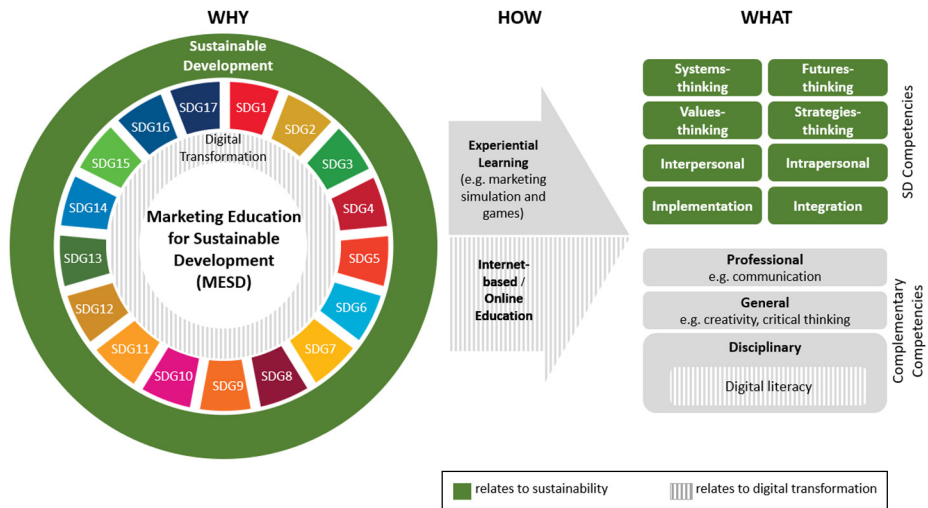 WHY
HOW
WHAT
Sustainable
Development
SDG1
SDG2
SDG3
SDG4
SDG5
SDG6
SDG7
SDG8
SDG9
SDG10
SDG11
SDG12
SDG13
SDG14
SDG15
SDG16
SDG17
Digital
Transformation
Marketing Education
for Sustainable
Development
(MESD)
Experiential
Learning
(e.g. marketing
simulation and
games)
Internet-
based /
Online
Education
Systems-
thinking
Futures-
thinking
Values-
thinking
Strategies-
thinking
Interpersonal
Intrapersonal
Implementation
Integration
SD Competencies
Professional
e.g. communication
General
e.g. creativity, critical thinking
Disciplinary
Digital literacy
Complementary
Competencies
relates to sustainability
relates to digital transformation